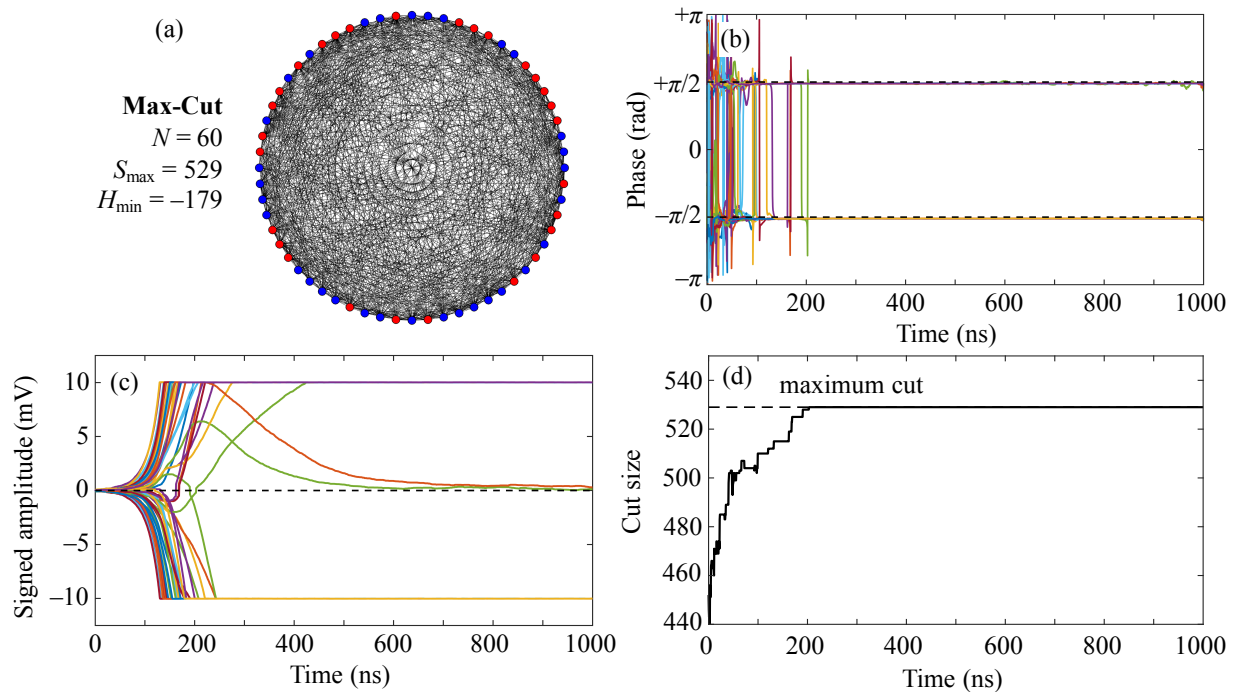 (a)
Max-Cut
N = 60
Smax = 529
Hmin = –179
(b)
Phase (rad)
+π
+π/2
0
−π/2
−π
0 200 400 600 800 1000
Time (ns)
(c)
Signed amplitude (mV)
10
5
0
−5
−10
0 200 400 600 800 1000
Time (ns)
(d)
maximum cut
Cut size
540
520
500
480
460
440
0 200 400 600 800 1000
Time (ns)